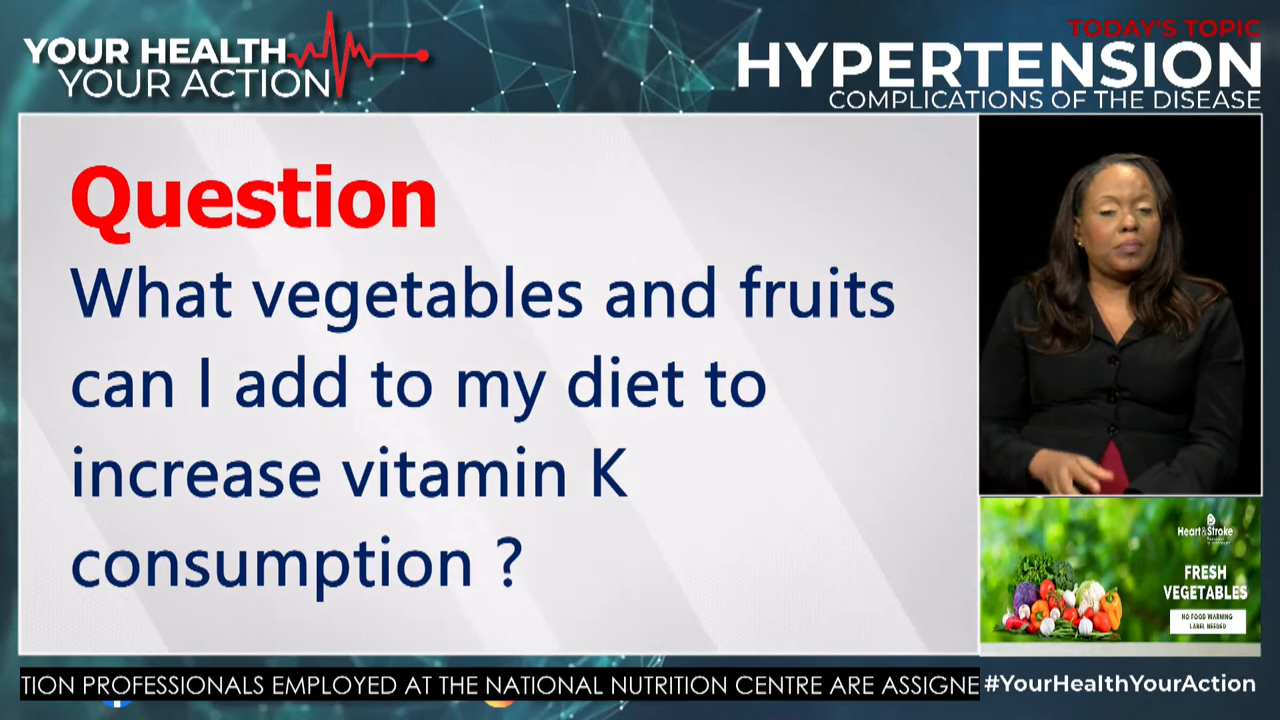 YOUR HEALTH
YOUR ACTION
TODAY'S TOPIC
HYPERTENSION
COMPLICATIONS OF THE DISEASE
Question
What vegetables and fruits
can I add to my diet to
increase vitamin K
consumption ?
Heart&Stroke
FRESH
VEGETABLES
NO FOOD WARNING
LABEL NEEDED
TION PROFESSIONALS EMPLOYED AT THE NATIONAL NUTRITION CENTRE ARE ASSIGNE
#YourHealthYourAction